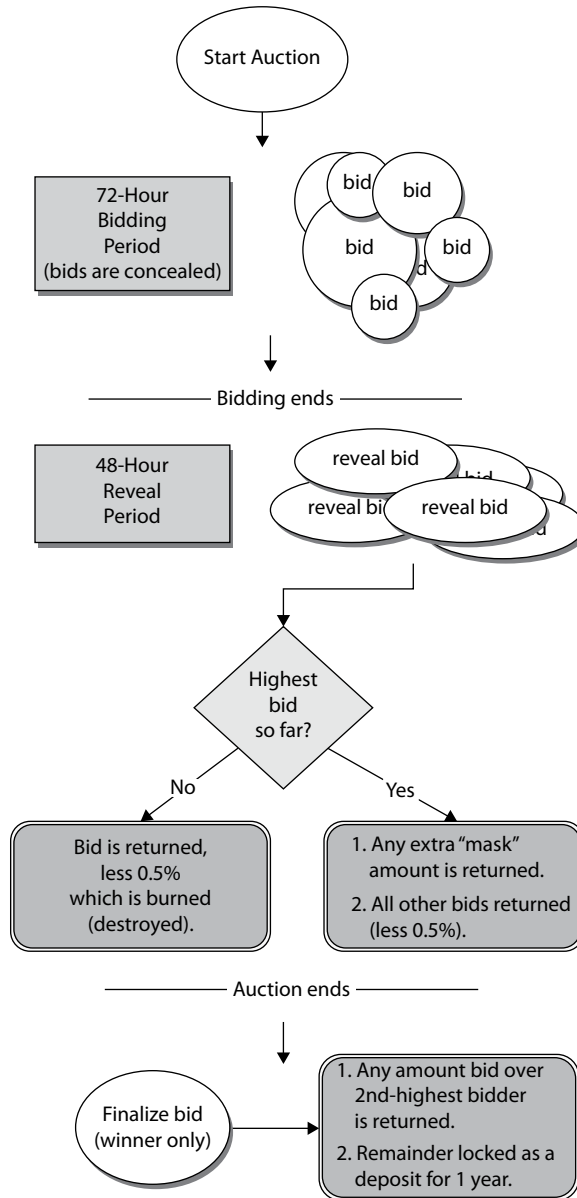 Start Auction
72-Hour
Bidding
Period
(bids are concealed)
bid
bid
bid
bid
bid
Bidding ends
48-Hour
Reveal
Period
reveal bid
reveal bid
reveal bid
Highest
bid
so far?
No
Yes
Bid is returned,
less 0.5%
which is burned
(destroyed).
1. Any extra “mask”
amount is returned.
2. All other bids returned
(less 0.5%).
Auction ends
Finalize bid
(winner only)
1. Any amount bid over
2nd-highest bidder
is returned.
2. Remainder locked as a
deposit for 1 year.